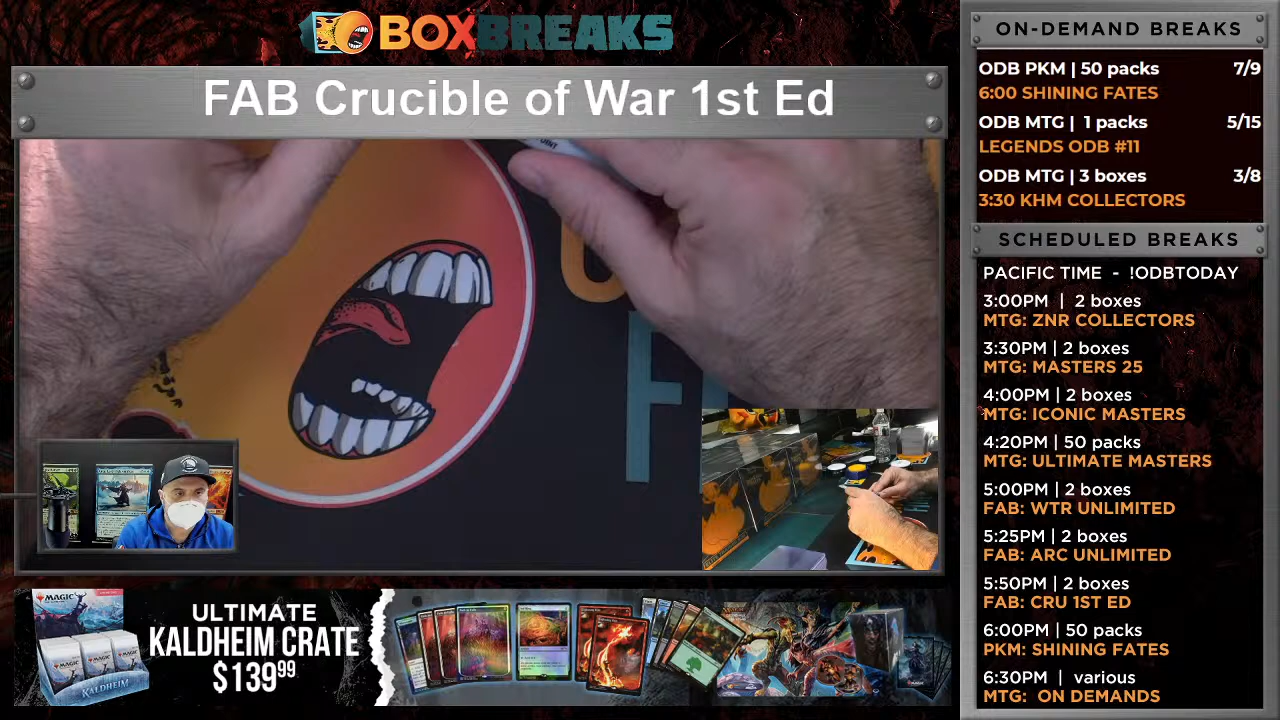 BOXBREAKS
FAB Crucible of War 1st Ed
ON-DEMAND BREAKS
ODB PKM | 50 packs 7/9
6:00 SHINING FATES
ODB MTG | 1 packs 5/15
LEGENDS ODB #11
ODB MTG | 3 boxes 3/8
3:30 KHM COLLECTORS
SCHEDULED BREAKS
PACIFIC TIME - !ODBTODAY
3:00PM | 2 boxes
MTG: ZNR COLLECTORS
3:30PM | 2 boxes
MTG: MASTERS 25
4:00PM | 2 boxes
MTG: ICONIC MASTERS
4:20PM | 50 packs
MTG: ULTIMATE MASTERS
5:00PM | 2 boxes
FAB: WTR UNLIMITED
5:25PM | 2 boxes
FAB: ARC UNLIMITED
5:50PM | 2 boxes
FAB: CRU 1ST ED
6:00PM | 50 packs
PKM: SHINING FATES
6:30PM | various
MTG: ON DEMANDS
ULTIMATE
KALDHEIM CRATE
$13999
MAGIC
KALDHEIM